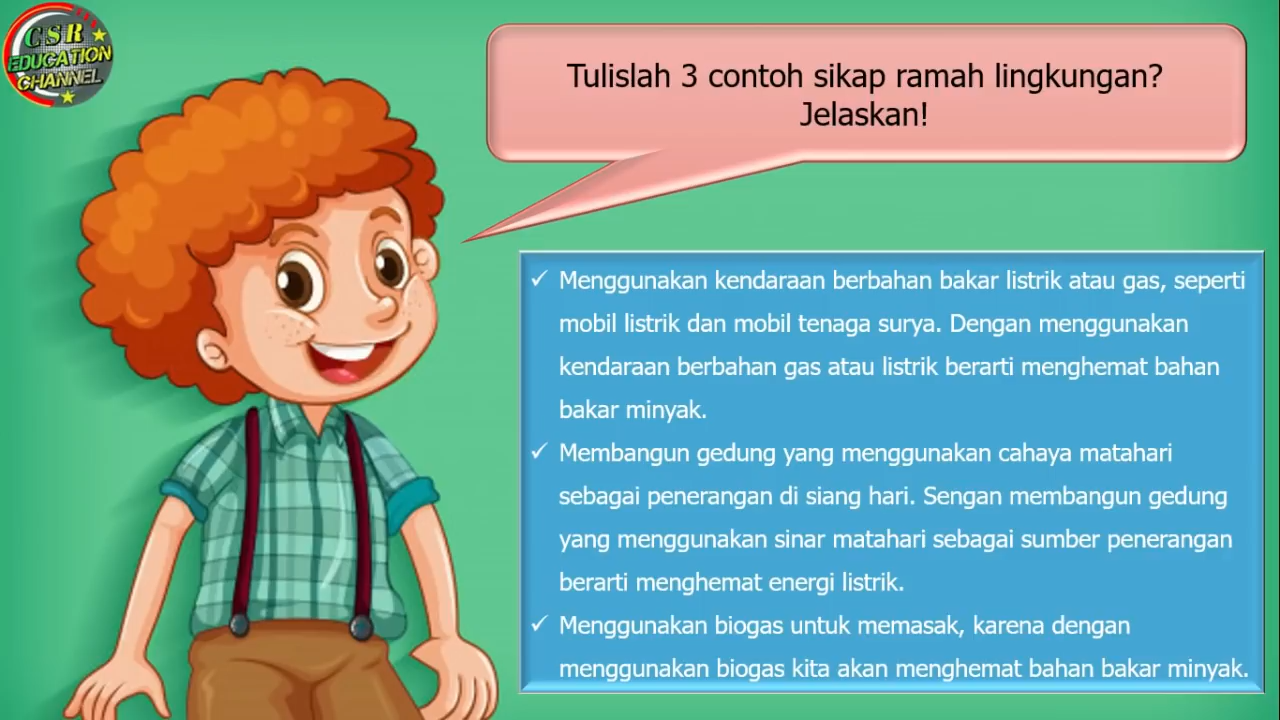 CSR
EDUCATION
CHANNEL
Tulislah 3 contoh sikap ramah lingkungan?
Jelaskan!
✓ Menggunakan kendaraan berbahan bakar listrik atau gas, seperti
mobil listrik dan mobil tenaga surya. Dengan menggunakan
kendaraan berbahan gas atau listrik berarti menghemat bahan
bakar minyak.
✓ Membangun gedung yang menggunakan cahaya matahari
sebagai penerangan di siang hari. Sengan membangun gedung
yang menggunakan sinar matahari sebagai sumber penerangan
berarti menghemat energi listrik.
✓ Menggunakan biogas untuk memasak, karena dengan
menggunakan biogas kita akan menghemat bahan bakar minyak.